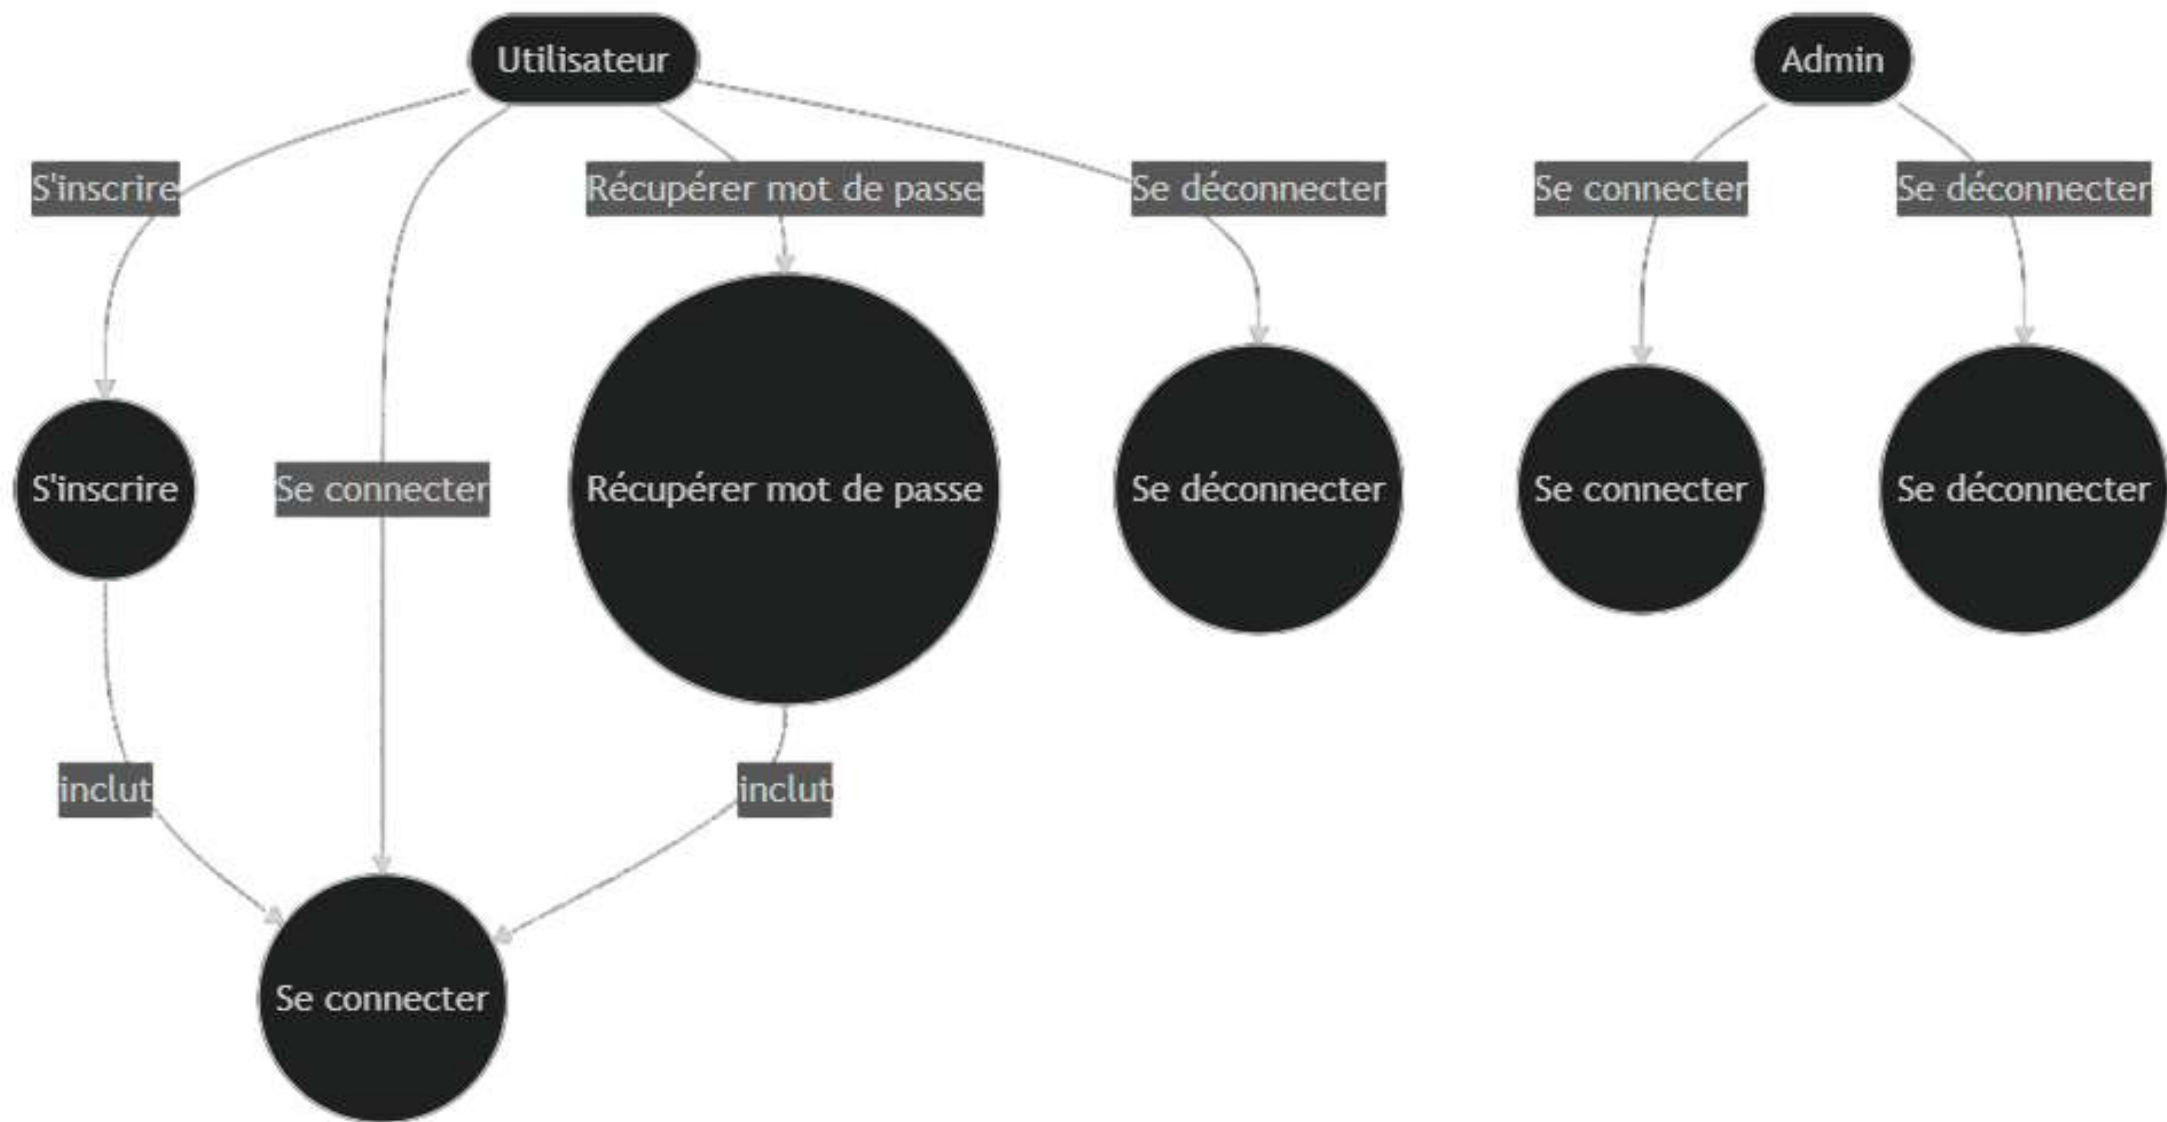 Utilisateur
Admin
S'inscrire
Récupérer mot de passe
Se déconnecter
Se connecter
Se déconnecter
S'inscrire
Se connecter
Récupérer mot de passe
Se déconnecter
Se connecter
Se déconnecter
inclut
inclut
Se connecter